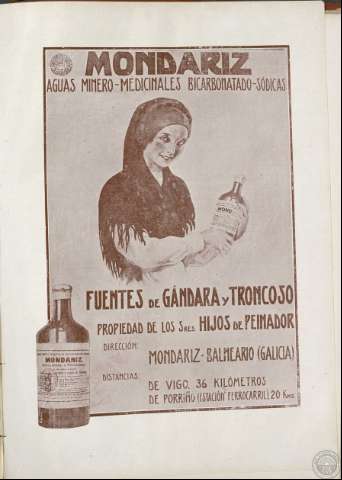 MONDARIZ
AGUAS MINERO-MEDICINALES BICARBONATADO-SÓDICAS
MOND
FUENTES DE GÁNDARA Y TRONCOSO
PROPIEDAD DE LOS SRES. HIJOS DE PEINADOR
DIRECCIÓN:
MONDARIZ-BALNEARIO (GALICIA)
DISTANCIAS:
DE VIGO, 36 KILÓMETROS
DE PORRIÑO (ESTACIÓN FERROCARRIL) 20 KMS.
MONDARIZ